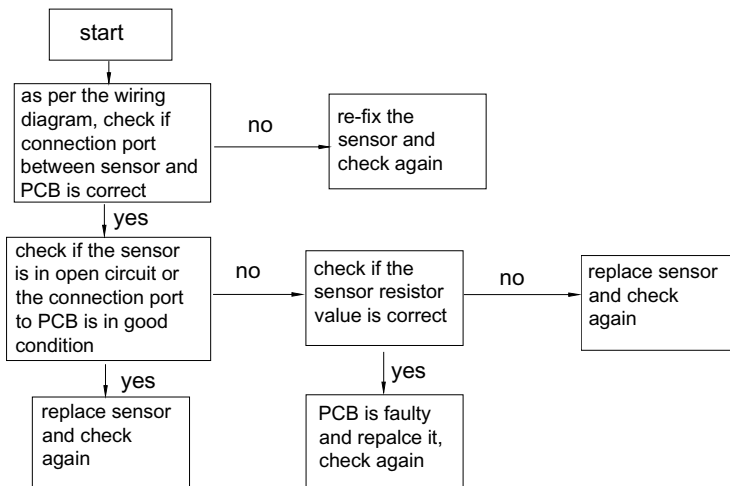 start
as per the wiring
diagram, check if
connection port
between sensor and
PCB is correct
no
re-fix the
sensor and
check again
yes
check if the sensor
is in open circuit or
the connection port
to PCB is in good
condition
no
check if the
sensor resistor
value is correct
no
replace sensor
and check
again
yes
replace sensor
and check
again
yes
PCB is faulty
and repalce it,
check again